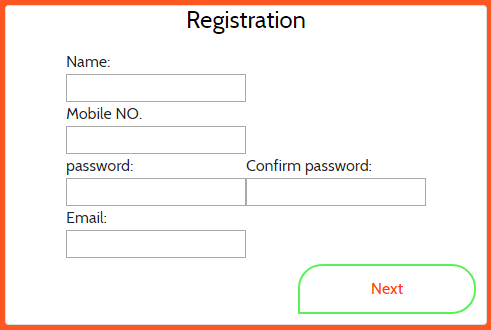 Registration
Name:
Mobile NO.
password: Confirm password:
Email:
Next